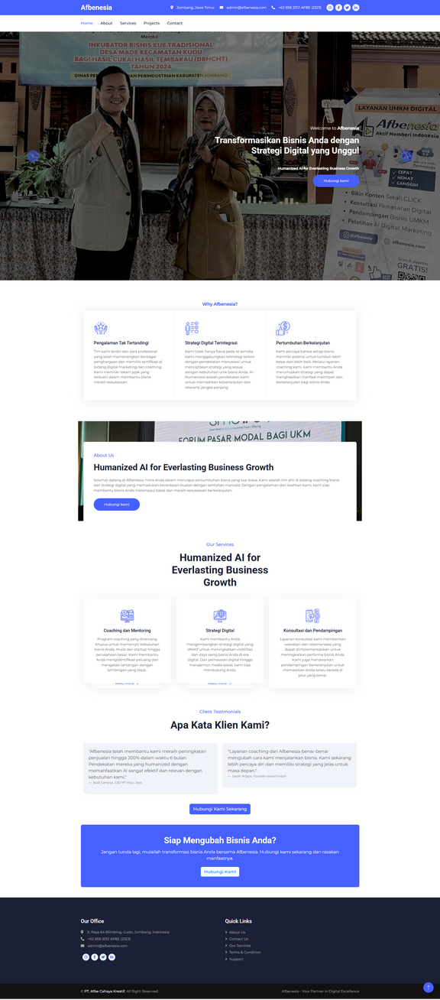 Afbenesia
Jombang, Jawa Timur
admin@afbenesia.com
+62 858 2012 AFBE (2323)
Home
About
Services
Projects
Contact
INKUBATOR BISNIS KUE TRADISIONAL
DESA MADE KECAMATAN KUDU
BAGI HASIL CUKAI HASIL TEMBAKAU (DBHCHT)
TAHUN 2024
LAYANAN UMKM DIGITAL
Afbenesia
Aktif Memberi Indonesia
CEPAT
HEMAT
CANGGIH
Bikin Konten Sekali CLICK
Konsultasi Pemasaran Digital
Pendampingan Bisnis UMKM
Pelatihan AI Digital Marketing
@afbenesia
afbenesia.com
GRATIS!
Welcome to Afbenesia
Transformasikan Bisnis Anda dengan
Strategi Digital yang Unggul
Humanized AI for Everlasting Business Growth
Hubungi kami
Why Afbenesia?
Pengalaman Tak Tertandingi
Tim kami terdiri dari para profesional
yang telah memenangkan berbagai
penghargaan dan memiliki sertifikasi di
bidang digital marketing dan coaching.
Kami memiliki rekam jejak yang
terbukti dalam membantu bisnis
meraih kesuksesan.
Strategi Digital Terintegrasi
Kami tidak hanya fokus pada AI semata.
Kami menggabungkan teknologi terkini
dengan pendekatan manusiawi untuk
menciptakan strategi yang sesuai
dengan kebutuhan unik bisnis Anda. AI-
Humanized adalah pendekatan kami
untuk memastikan keberlanjutan dan
relevansi jangka panjang.
Pertumbuhan Berkelanjutan
Kami percaya bahwa setiap bisnis
memiliki potensi untuk tumbuh lebih
besar dan lebih baik. Melalui layanan
coaching kami, kami membantu Anda
merumuskan strategi yang dapat
menghasilkan manfaat melimpah dan
berkelanjutan bagi bisnis Anda.
FORUM PASAR MODAL BAGI UKM
About Us
Humanized AI for Everlasting Business Growth
Selamat datang di Afbenesia, mitra Anda dalam mencapai pertumbuhan bisnis yang luar biasa. Kami adalah tim ahli di bidang coaching bisnis
dan strategi digital yang memadukan kecerdasan buatan dengan sentuhan manusia. Dengan pengalaman dan keahlian kami, kami siap
membantu bisnis Anda melampaui batas dan meraih kesuksesan berkelanjutan.
Hubungi kami
Our Services
Humanized AI for
Everlasting Business
Growth
Coaching dan Mentoring
Program coaching yang dirancang
khusus untuk memenuhi kebutuhan
bisnis Anda, mulai dari startup hingga
perusahaan besar. Kami membantu
Anda mengidentifikasi peluang dan
mengatasi tantangan dengan
bimbingan yang tepat.
Read More
Strategi Digital
Kami membantu Anda
mengembangkan strategi digital yang
efektif untuk meningkatkan visibilitas
dan daya saing bisnis Anda di era
digital. Dari pemasaran digital hingga
manajemen media sosial, kami siap
mendukung Anda.
Read More
Konsultasi dan Pendampingan
Layanan konsultasi kami memberikan
wawasan dan rekomendasi yang
dapat diimplementasikan untuk
meningkatkan performa bisnis Anda.
Kami juga menawarkan
pendampingan berkelanjutan untuk
memastikan Anda selalu berada di
jalur yang benar.
Client Testimonials
Apa Kata Klien Kami?
"Afbenesia telah membantu kami meraih peningkatan
penjualan hingga 200% dalam waktu 6 bulan.
Pendekatan mereka yang humanized dengan
memanfaatkan AI sangat efektif dan relevan dengan
kebutuhan kami."
— Budi Santoso, CEO PT Maju Jaya
"Layanan coaching dari Afbenesia benar-benar
mengubah cara kami menjalankan bisnis. Kami sekarang
lebih percaya diri dan memiliki strategi yang jelas untuk
masa depan."
— Sarah Wijaya, Founder Kreatif Indah
Hubungi Kami Sekarang
Siap Mengubah Bisnis Anda?
Jangan tunda lagi, mulailah transformasi bisnis Anda bersama Afbenesia. Hubungi kami sekarang dan rasakan
manfaatnya.
Hubungi Kami
Our Office
Jl. Raya 64 Blimbing, Gudo, Jombang, Indonesia
+62 858 2012 AFBE (2323)
admin@afbenesia.com
Quick Links
About Us
Contact Us
Our Services
Terms & Condition
Support
© PT. Afbe Cahaya Kreatif, All Right Reserved.
Afbenesia - Your Partner in Digital Excellence